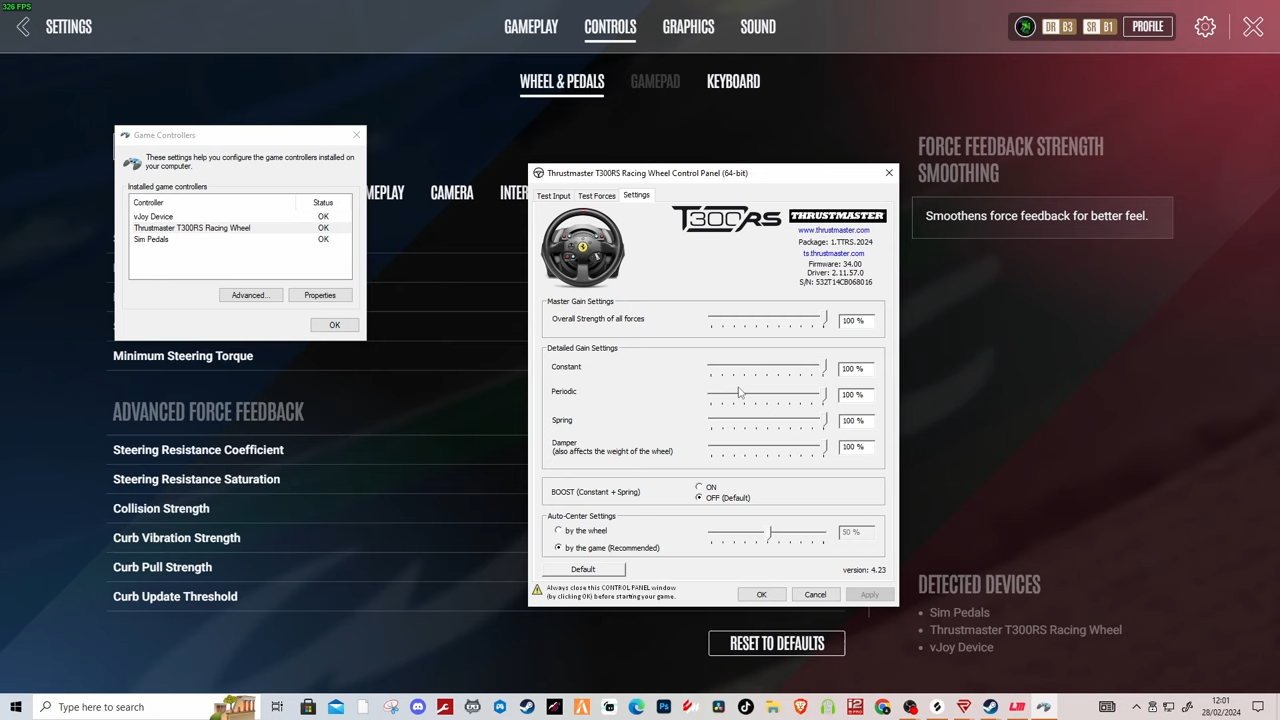 326 FPS
SETTINGS
GAMEPLAY
CONTROLS
GRAPHICS
SOUND
DR B3
SR B1
PROFILE
WHEEL & PEDALS
GAMEPAD
KEYBOARD
Game Controllers
These settings help you configure the game controllers installed on
your computer.
Installed game controllers
Controller
Status
vJoy Device
OK
Thrustmaster T300RS Racing Wheel
OK
Sim Pedals
OK
Advanced...
Properties
OK
MEPLAY
CAMERA
INTER
Minimum Steering Torque
ADVANCED FORCE FEEDBACK
Steering Resistance Coefficient
Steering Resistance Saturation
Collision Strength
Curb Vibration Strength
Curb Pull Strength
Curb Update Threshold
Thrustmaster T300RS Racing Wheel Control Panel (64-bit)
Test Input
Test Forces
Settings
T300RS
THRUSTMASTER
www.thrustmaster.com
Package: 1.TTRS.2024
ts.thrustmaster.com
Firmware: 34.00
Driver: 2.11.57.0
S/N: 532T14CB068016
Master Gain Settings
Overall Strength of all forces
100 %
Detailed Gain Settings
Constant
100 %
Periodic
100 %
Spring
100 %
Damper
(also affects the weight of the wheel)
100 %
BOOST (Constant + Spring)
ON
OFF (Default)
Auto-Center Settings
by the wheel
50 %
by the game (Recommended)
Default
version: 4.23
Always close this CONTROL PANEL window
(by clicking OK) before starting your game.
OK
Cancel
Apply
RESET TO DEFAULTS
FORCE FEEDBACK STRENGTH
SMOOTHING
Smoothens force feedback for better feel.
DETECTED DEVICES
Sim Pedals
Thrustmaster T300RS Racing Wheel
vJoy Device
Type here to search
12:01
28/02/2024